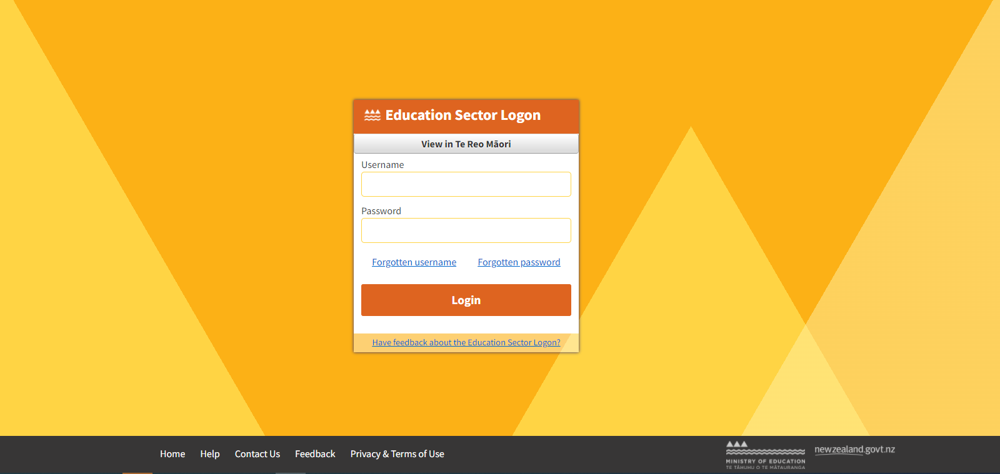 Education Sector Logon
View in Te Reo Māori
Username
Password
Forgotten username Forgotten password
Login
Have feedback about the Education Sector Logon?
Home Help Contact Us Feedback Privacy & Terms of Use
MINISTRY OF EDUCATION
TE TĀHUHU O TE MĀTAURANGA
newzealand.govt.nz